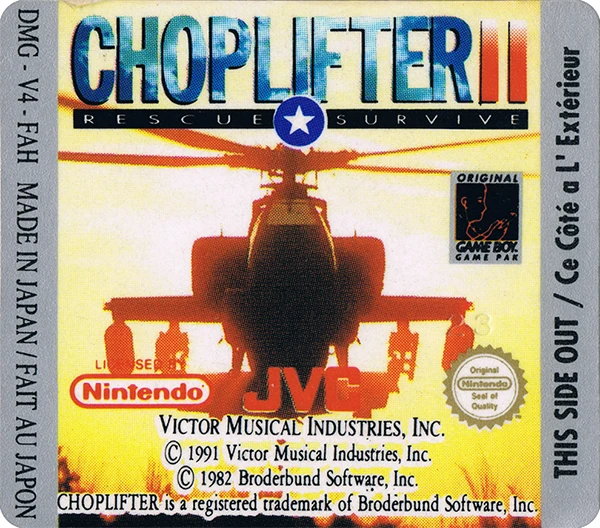 CHOPLIFTER II
RESCUE SURVIVE
ORIGINAL
GAME BOY
GAME PAK
LICENSED BY
Nintendo
JVC
Original
Nintendo
Seal of
Quality
VICTOR MUSICAL INDUSTRIES, INC.
© 1991 Victor Musical Industries, Inc.
© 1982 Broderbund Software, Inc.
CHOPLIFTER is a registered trademark of Broderbund Software, Inc.
DMG - V4 - FAH MADE IN JAPAN / FAIT AU JAPON
THIS SIDE OUT / Ce Côté a L' Extérieur